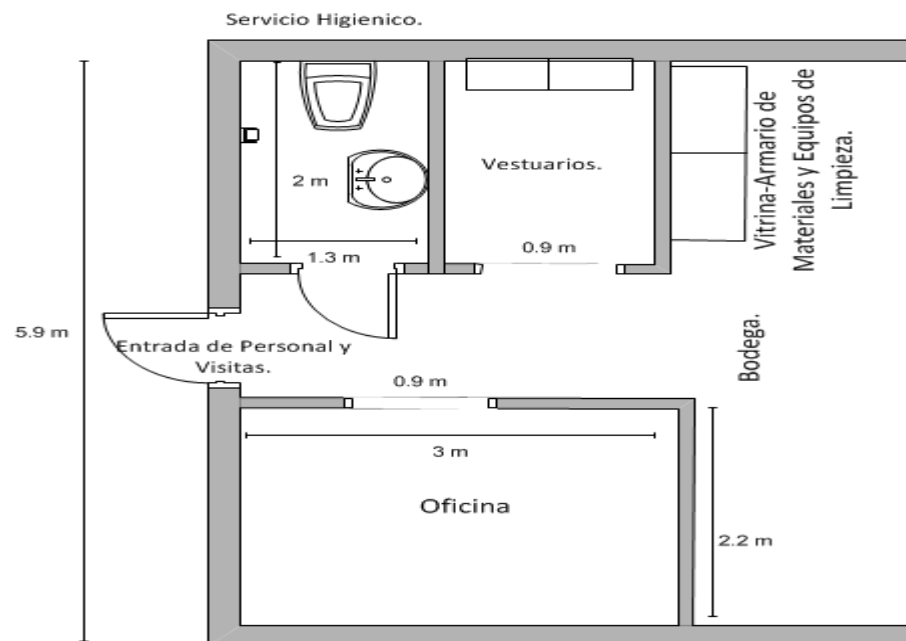 Servicio Higienico.
2 m
1.3 m
Vestuarios.
0.9 m
Vitrina-Armario de
Materiales y Equipos de
Limpieza.
5.9 m
Entrada de Personal y
Visitas.
Bodega.
0.9 m
3 m
Oficina
2.2 m